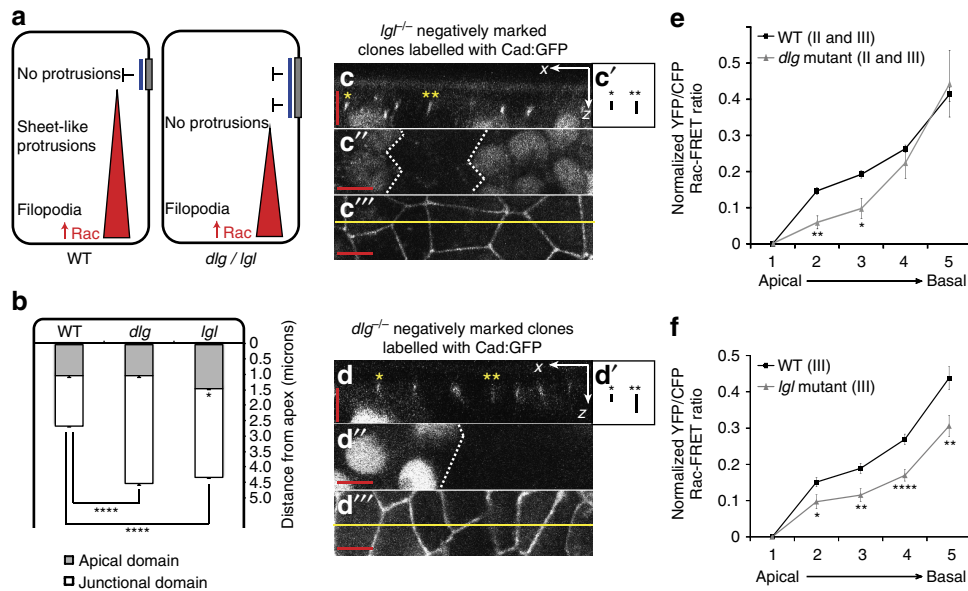 a
No protrusions
Sheet-like
protrusions
Filopodia
Rac
WT
No protrusions
Filopodia
Rac
dlg / lgl
b
WT dlg lgl
0
0.5
1.0
1.5
2.0
2.5
3.0
3.5
4.0
4.5
5.0
Distance from apex (microns)
*
****
****
Apical domain
Junctional domain
lgl–/– negatively marked
clones labelled with Cad:GFP
c
x
z
* **
c′
* **
c′′
c′′′
dlg–/– negatively marked clones
labelled with Cad:GFP
d
x
z
* **
d′
* **
d′′
d′′′
e
WT (II and III)
dlg mutant (II and III)
Normalized YFP/CFP
Rac-FRET ratio
0.5
0.4
0.3
0.2
0.1
0
** *
1 2 3 4 5
Apical Basal
f
WT (III)
lgl mutant (III)
Normalized YFP/CFP
Rac-FRET ratio
0.5
0.4
0.3
0.2
0.1
0
* ** **** **
1 2 3 4 5
Apical Basal